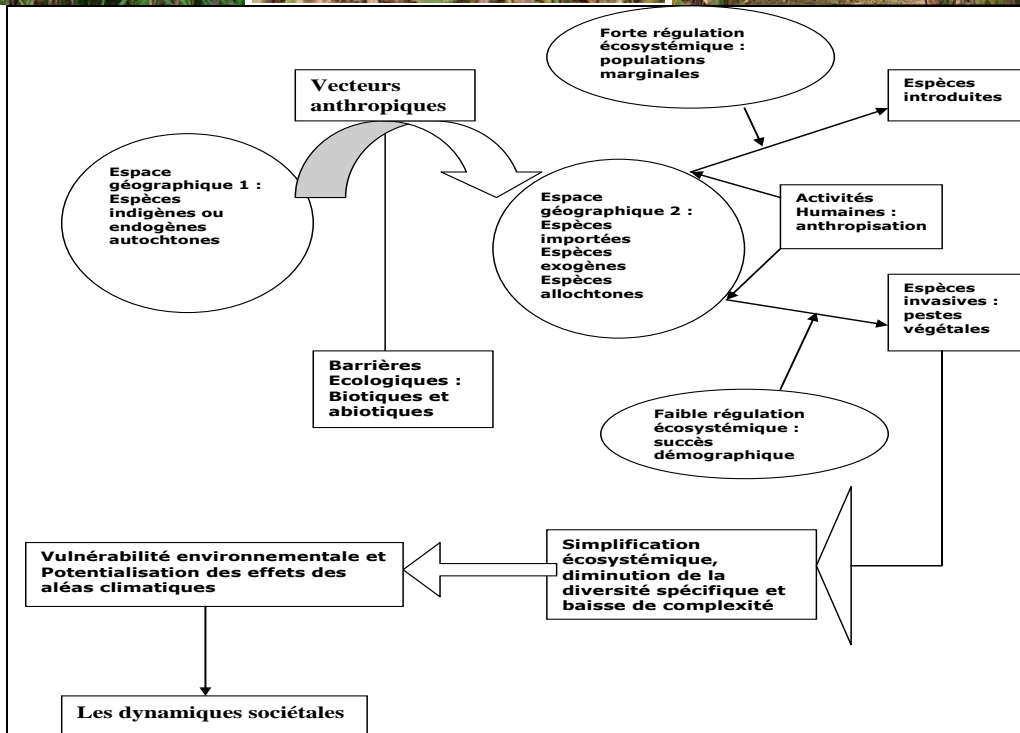 Forte régulation
écosystémique :
populations
marginales
Vecteurs
anthropiques
Espèces
introduites
Espace
géographique 1 :
Espèces
indigènes ou
endogènes
autochtones
Espace
géographique 2 :
Espèces
importées
Espèces
exogènes
Espèces
allochtones
Activités
Humaines :
anthropisation
Espèces
invasives :
pestes
végétales
Barrières
Ecologiques :
Biotiques et
abiotiques
Faible régulation
écosystémique :
succès
démographique
Vulnérabilité environnementale et
Potentialisation des effets des
aléas climatiques
Simplification
écosystémique,
diminution de la
diversité spécifique et
baisse de complexité
Les dynamiques sociétales